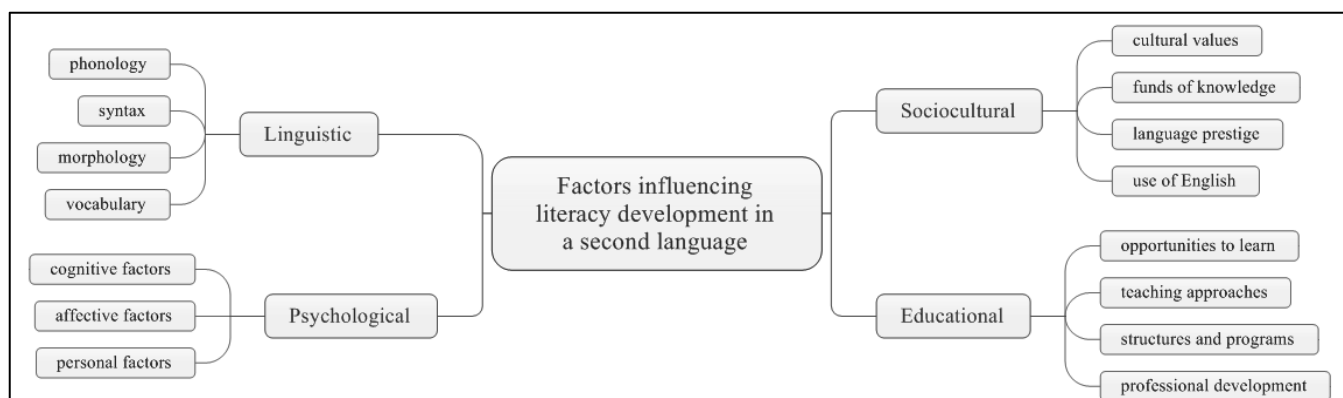 phonology
syntax
morphology
vocabulary
Linguistic
cognitive factors
affective factors
personal factors
Psychological
Factors influencing
literacy development in
a second language
Sociocultural
cultural values
funds of knowledge
language prestige
use of English
Educational
opportunities to learn
teaching approaches
structures and programs
professional development